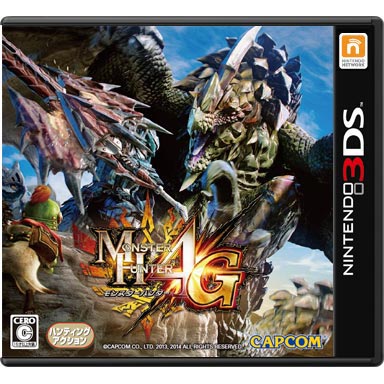 NINTENDO
NETWORK
NINTENDO 3DS
MONSTER
HUNTER
4G
モンスターハンター
CERO
C
ハンティング
アクション
©CAPCOM CO., LTD. 2013, 2014 ALL RIGHTS RESERVED.
CAPCOM